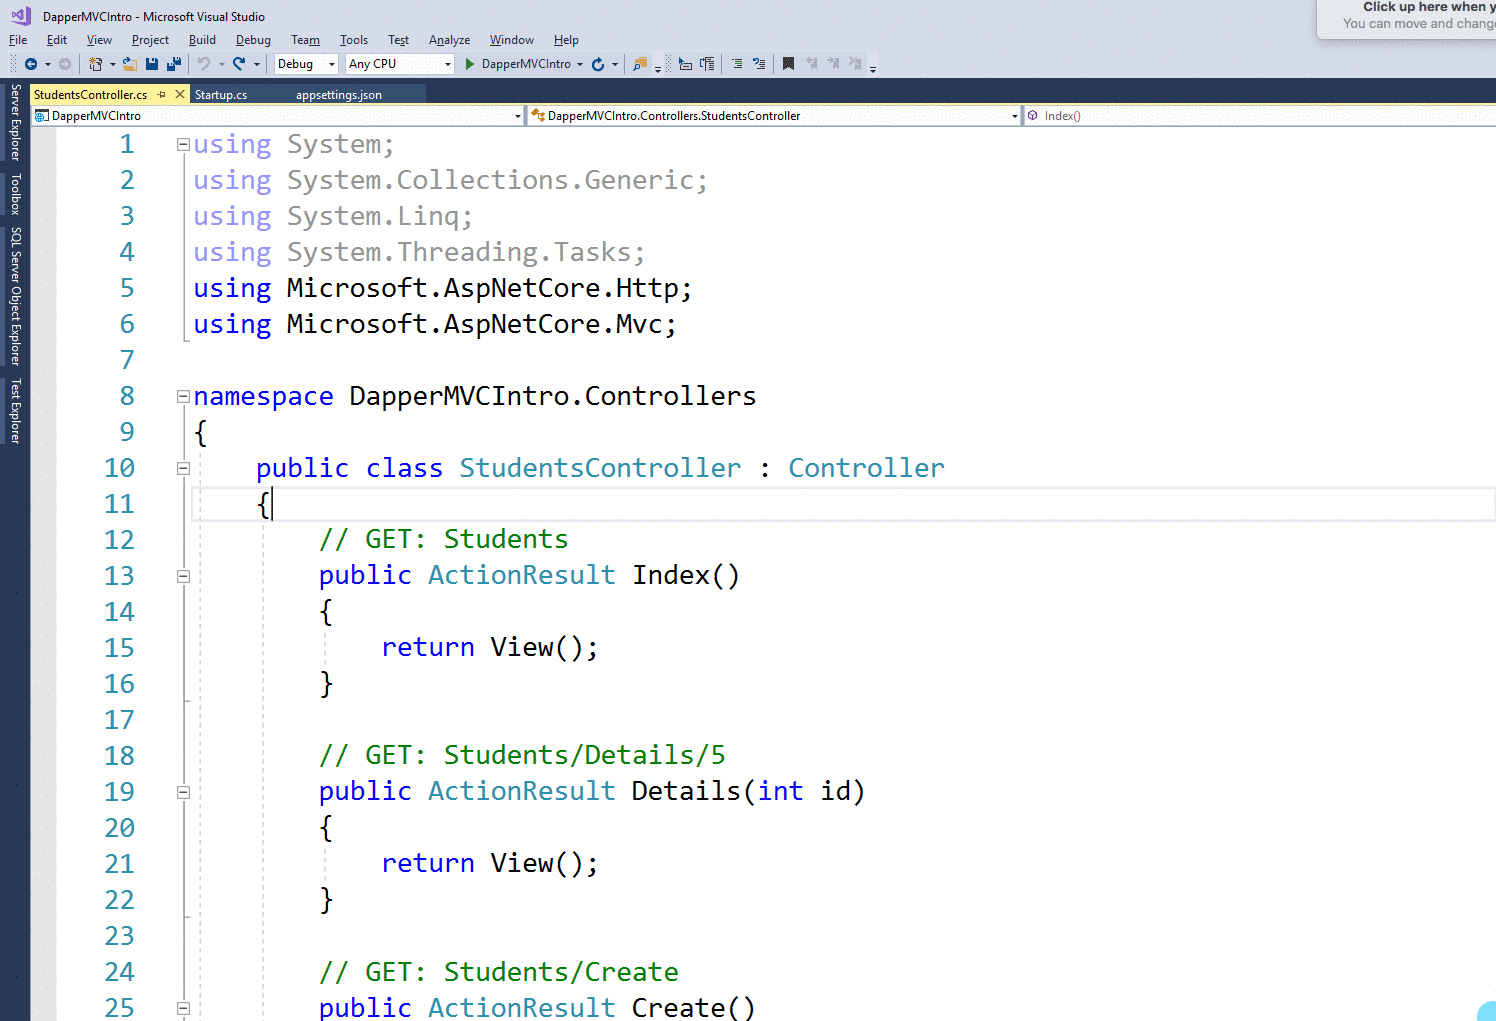 DapperMVCIntro - Microsoft Visual Studio
Click up here when y
You can move and change
File Edit View Project Build Debug Team Tools Test Analyze Window Help
Debug Any CPU DapperMVCIntro
StudentsController.cs Startup.cs appsettings.json
DapperMVCIntro DapperMVCIntro.Controllers.StudentsController Index()
Server Explorer
Toolbox
SQL Server Object Explorer
Test Explorer
1 using System;
2 using System.Collections.Generic;
3 using System.Linq;
4 using System.Threading.Tasks;
5 using Microsoft.AspNetCore.Http;
6 using Microsoft.AspNetCore.Mvc;
7
8 namespace DapperMVCIntro.Controllers
9 {
10 public class StudentsController : Controller
11 {
12 // GET: Students
13 public ActionResult Index()
14 {
15 return View();
16 }
17
18 // GET: Students/Details/5
19 public ActionResult Details(int id)
20 {
21 return View();
22 }
23
24 // GET: Students/Create
25 public ActionResult Create()